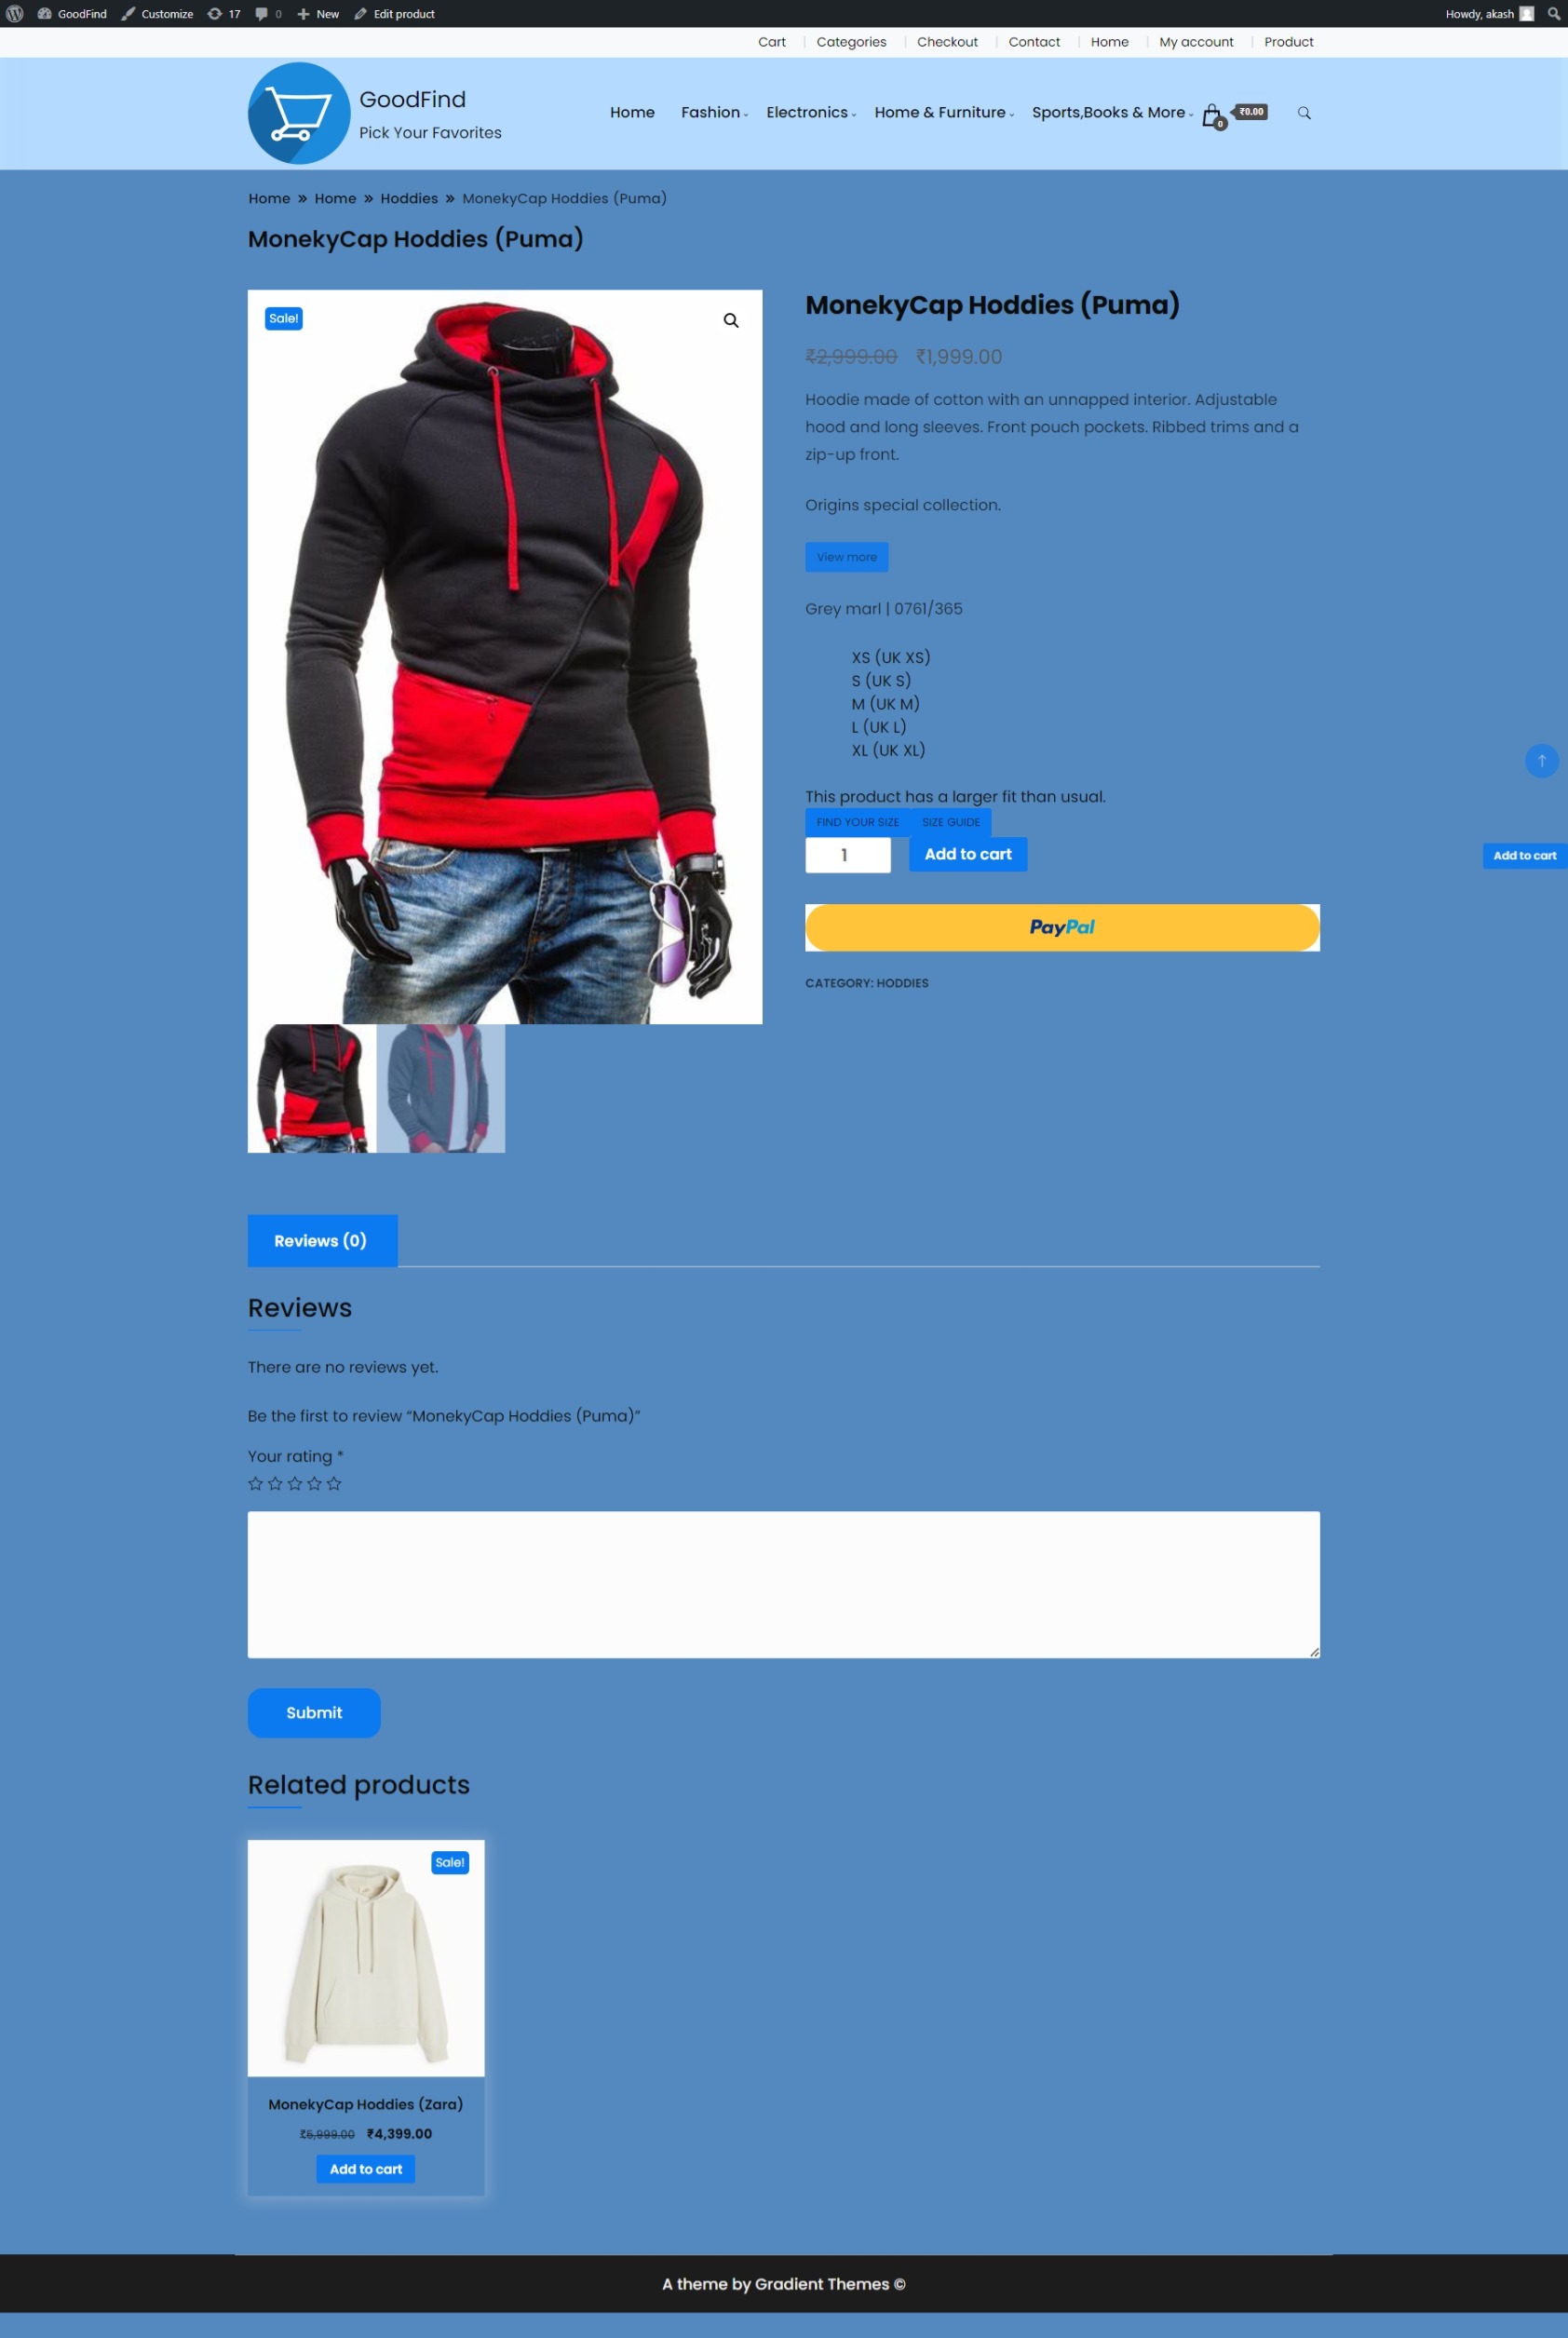 GoodFind Customize 17 0 New Edit product Howdy, akash
Cart Categories Checkout Contact Home My account Product
GoodFind
Pick Your Favorites
Home Fashion Electronics Home & Furniture Sports,Books & More 0 ₹0.00
Home » Home » Hoddies » MonekyCap Hoddies (Puma)
MonekyCap Hoddies (Puma)
Sale!
MonekyCap Hoddies (Puma)
₹2,999.00 ₹1,999.00
Hoodie made of cotton with an unnapped interior. Adjustable
hood and long sleeves. Front pouch pockets. Ribbed trims and a
zip-up front.
Origins special collection.
View more
Grey marl | 0761/365
XS (UK XS)
S (UK S)
M (UK M)
L (UK L)
XL (UK XL)
This product has a larger fit than usual.
FIND YOUR SIZE SIZE GUIDE
1 Add to cart
Add to cart
PayPal
CATEGORY: HODDIES
Reviews (0)
Reviews
There are no reviews yet.
Be the first to review “MonekyCap Hoddies (Puma)”
Your rating *
Submit
Related products
Sale!
MonekyCap Hoddies (Zara)
₹5,999.00 ₹4,399.00
Add to cart
A theme by Gradient Themes ©